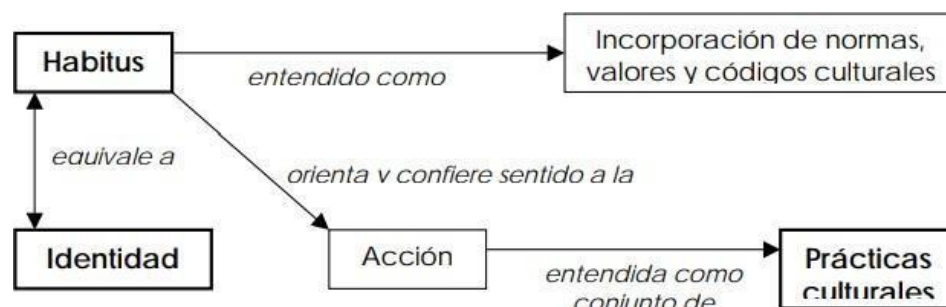 Habitus
entendido como
Incorporación de normas,
valores y códigos culturales
equivale a
orienta y confiere sentido a la
Identidad
Acción
entendida como
conjunto de
Prácticas
culturales